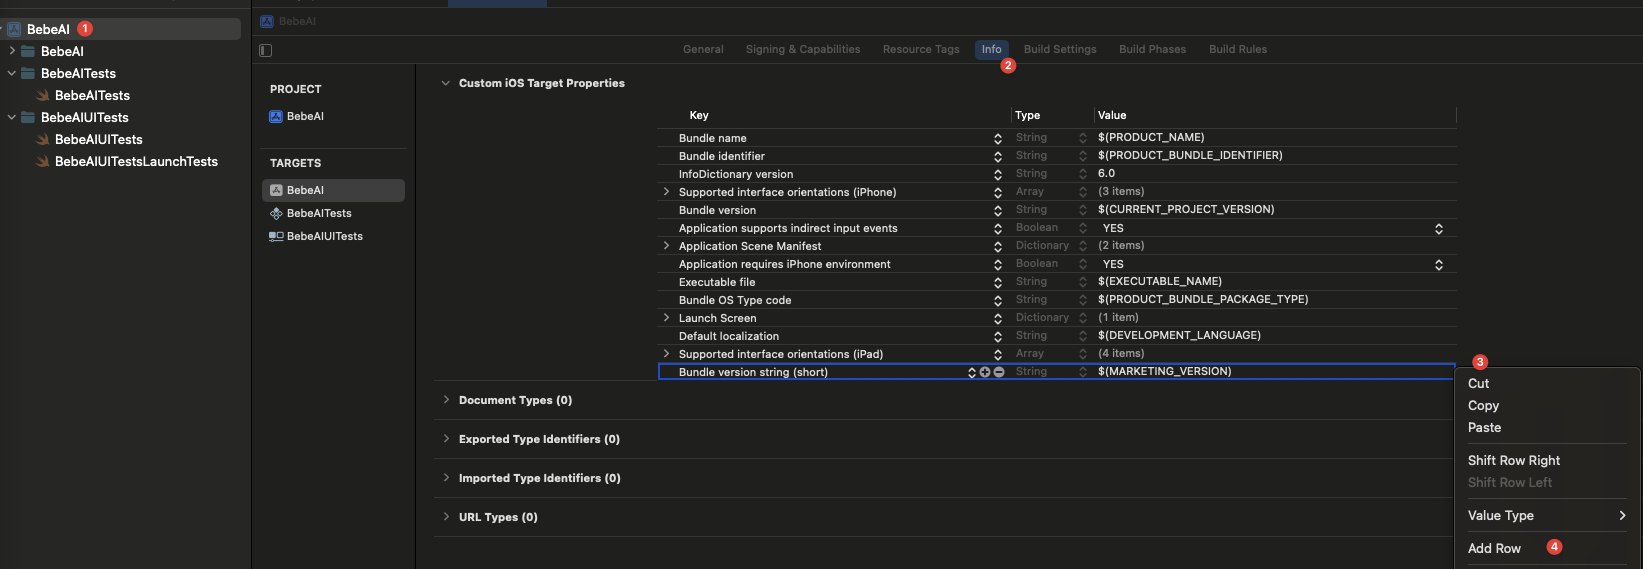 BebeAI 1
BebeAI
BebeAITests
BebeAITests
BebeAIUITests
BebeAIUITests
BebeAIUITestsLaunchTests
BebeAI
General Signing & Capabilities Resource Tags Info Build Settings Build Phases Build Rules
2
PROJECT
BebeAI
TARGETS
BebeAI
BebeAITests
BebeAIUITests
Custom iOS Target Properties
Key Type Value
Bundle name String $(PRODUCT_NAME)
Bundle identifier String $(PRODUCT_BUNDLE_IDENTIFIER)
InfoDictionary version String 6.0
Supported interface orientations (iPhone) Array (3 items)
Bundle version String $(CURRENT_PROJECT_VERSION)
Application supports indirect input events Boolean YES
Application Scene Manifest Dictionary (2 items)
Application requires iPhone environment Boolean YES
Executable file String $(EXECUTABLE_NAME)
Bundle OS Type code String $(PRODUCT_BUNDLE_PACKAGE_TYPE)
Launch Screen Dictionary (1 item)
Default localization String $(DEVELOPMENT_LANGUAGE)
Supported interface orientations (iPad) Array (4 items)
Bundle version string (short) String $(MARKETING_VERSION)
Document Types (0)
Exported Type Identifiers (0)
Imported Type Identifiers (0)
URL Types (0)
3
Cut
Copy
Paste
Shift Row Right
Shift Row Left
Value Type
Add Row 4